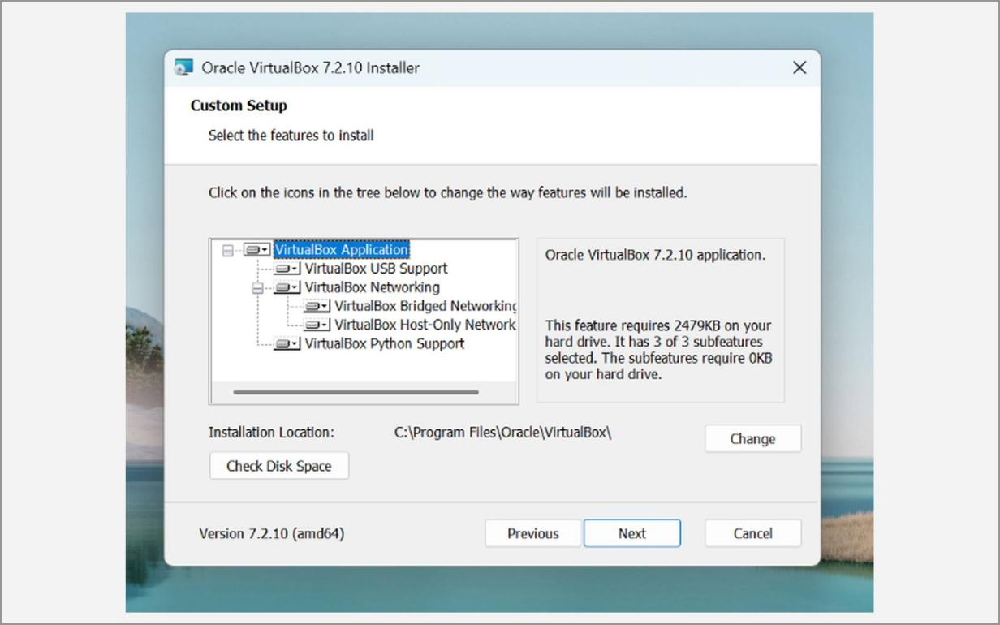 Oracle VirtualBox 7.2.10 Installer
Custom Setup
Select the features to install
Click on the icons in the tree below to change the way features will be installed.
VirtualBox Application
VirtualBox USB Support
VirtualBox Networking
VirtualBox Bridged Networking
VirtualBox Host-Only Network
VirtualBox Python Support
Oracle VirtualBox 7.2.10 application.
This feature requires 2479KB on your
hard drive. It has 3 of 3 subfeatures
selected. The subfeatures require 0KB
on your hard drive.
Installation Location:
C:\Program Files\Oracle\VirtualBox\
Change
Check Disk Space
Version 7.2.10 (amd64)
Previous
Next
Cancel